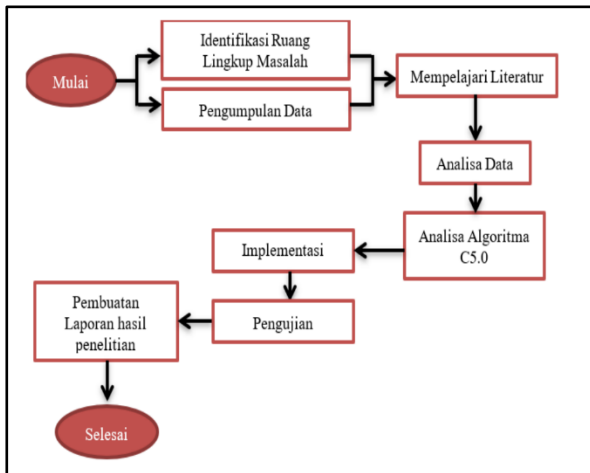 Mulai
Identifikasi Ruang
Lingkup Masalah
Pengumpulan Data
Mempelajari Literatur
Analisa Data
Analisa Algoritma
C5.0
Implementasi
Pengujian
Pembuatan
Laporan hasil
penelitian
Selesai